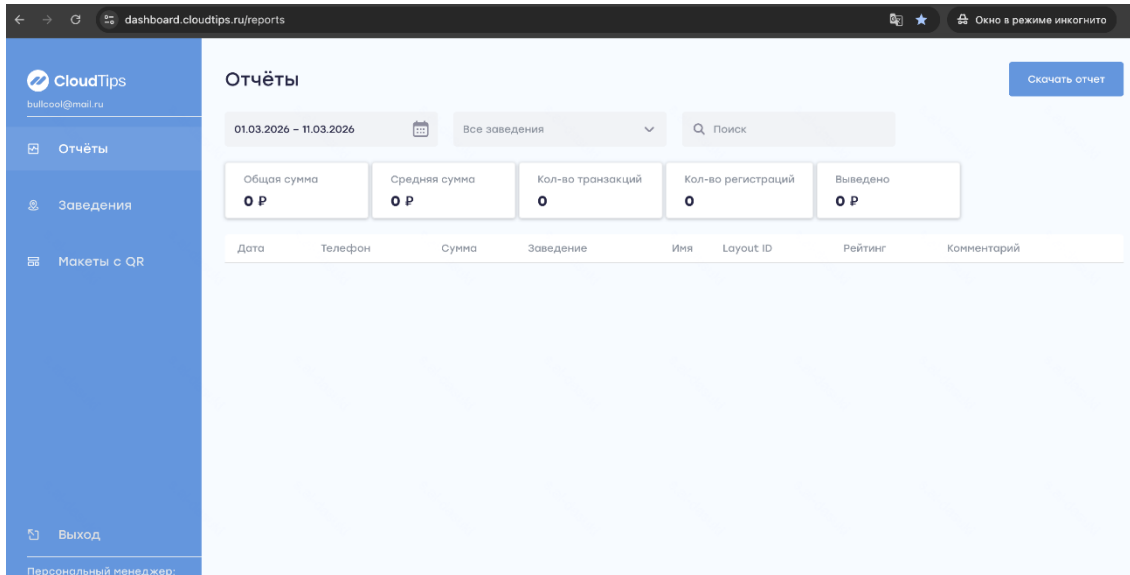 dashboard.cloudtips.ru/reports
Окно в режиме инкогнито
CloudTips
bullcool@mail.ru
Отчёты
Заведения
Макеты с QR
Выход
Персональный менеджер:
Отчёты
Скачать отчет
01.03.2026 – 11.03.2026
Все заведения
Поиск
Общая сумма
0 ₽
Средняя сумма
0 ₽
Кол-во транзакций
0
Кол-во регистраций
0
Выведено
0 ₽
Дата Телефон Сумма Заведение Имя Layout ID Рейтинг Комментарий